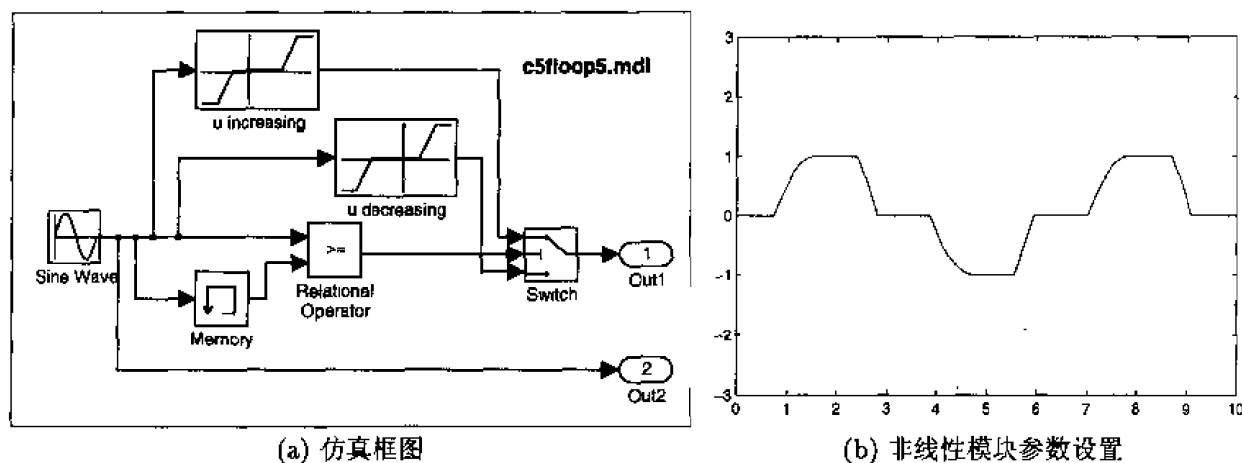 c5floop5.mdl
u increasing
u decreasing
Sine Wave
>=
Relational
Operator
Memory
Switch
1
Out1
2
Out2
(a) 仿真框图
3
2
1
0
-1
-2
-3
0 1 2 3 4 5 6 7 8 9 10
(b) 非线性模块参数设置